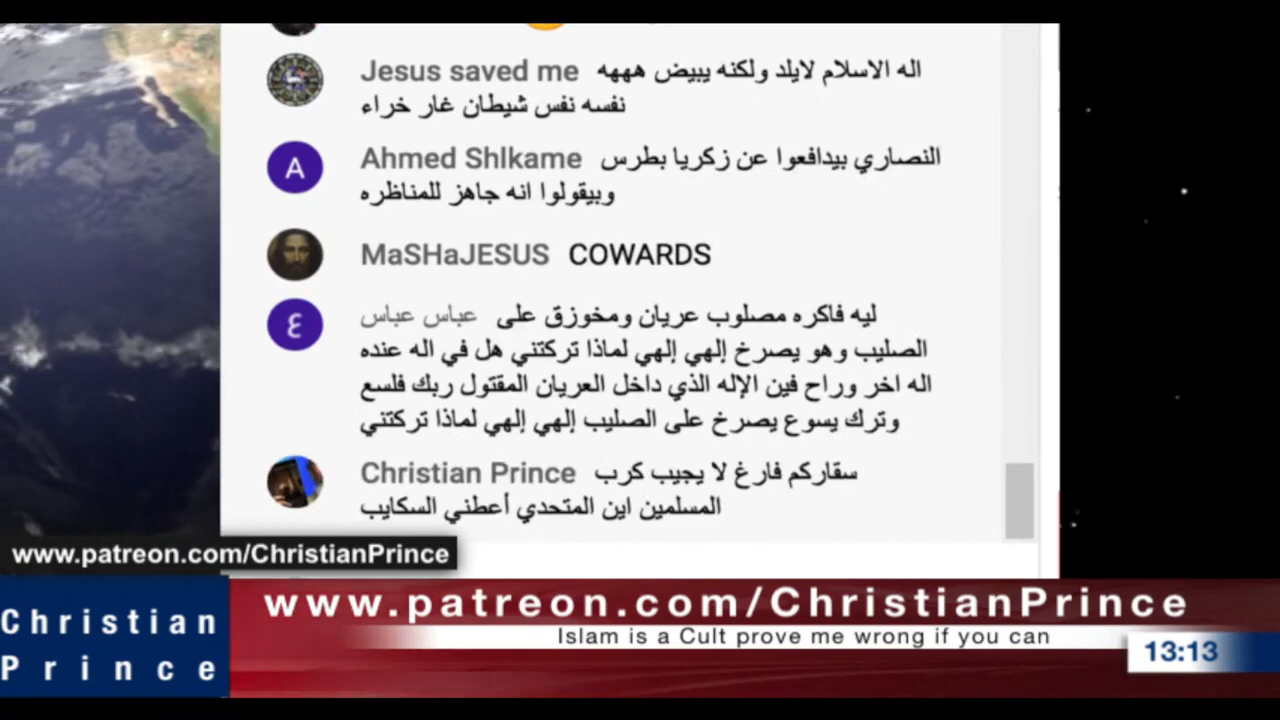 Jesus saved me اله الاسلام لايلد ولكنه يبيض هههه
نفسه نفس شيطان غار خراء
A
Ahmed Shlkame النصاري بيدافعوا عن زكريا بطرس
وبيقولوا انه جاهز للمناظره
MaSHaJESUS COWARDS
ع
عباس عباس ليه فاكره مصلوب عريان ومخوزق على
الصليب وهو يصرخ إلهي إلهي لماذا تركتني هل في اله عنده
اله اخر وراح فين الإله الذي داخل العريان المقتول ربك فلسع
وترك يسوع يصرخ على الصليب إلهي إلهي لماذا تركتني
Christian Prince سقاركم فارغ لا يجيب كرب
المسلمين اين المتحدي أعطني السكايب
www.patreon.com/ChristianPrince
Christian
Prince
www.patreon.com/ChristianPrince
Islam is a Cult prove me wrong if you can
13:13